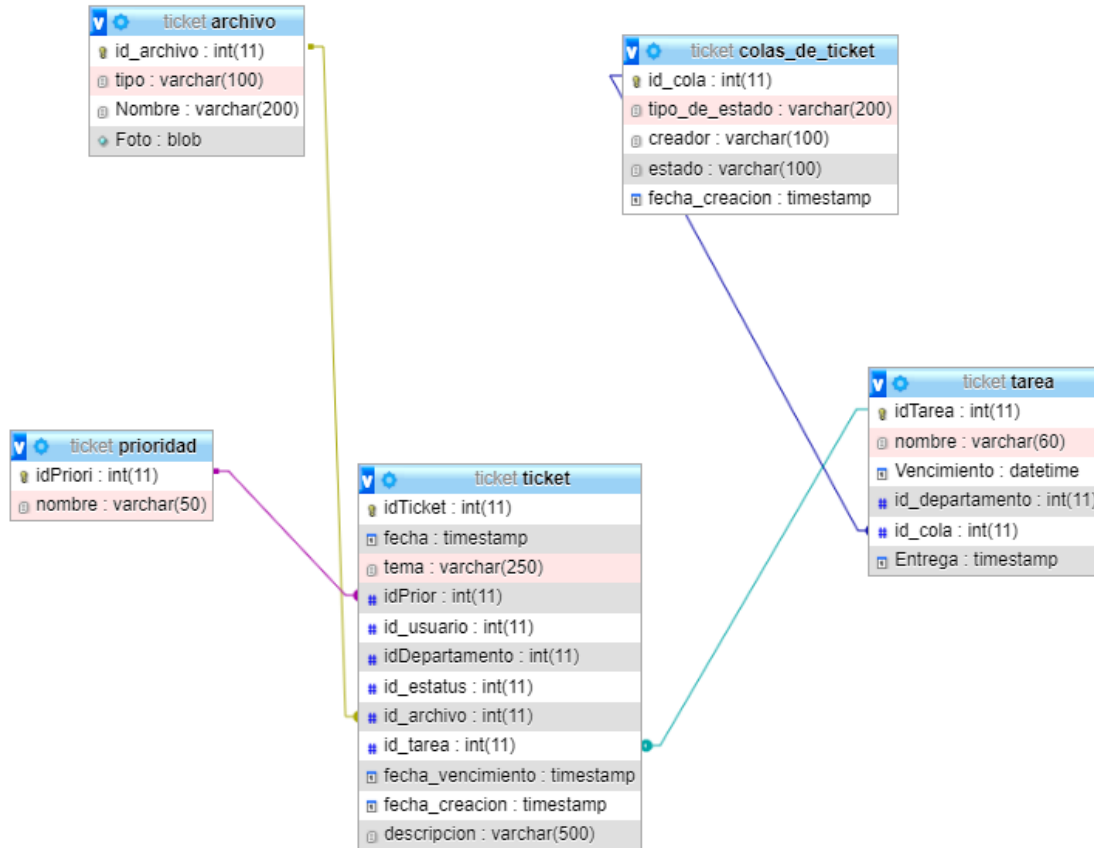 ticket archivo
id_archivo : int(11)
tipo : varchar(100)
Nombre : varchar(200)
Foto : blob
ticket colas_de_ticket
id_cola : int(11)
tipo_de_estado : varchar(200)
creador : varchar(100)
estado : varchar(100)
fecha_creacion : timestamp
ticket tarea
idTarea : int(11)
nombre : varchar(60)
Vencimiento : datetime
id_departamento : int(11)
id_cola : int(11)
Entrega : timestamp
ticket prioridad
idPriori : int(11)
nombre : varchar(50)
ticket ticket
idTicket : int(11)
fecha : timestamp
tema : varchar(250)
idPrior : int(11)
id_usuario : int(11)
idDepartamento : int(11)
id_estatus : int(11)
id_archivo : int(11)
id_tarea : int(11)
fecha_vencimiento : timestamp
fecha_creacion : timestamp
descripcion : varchar(500)